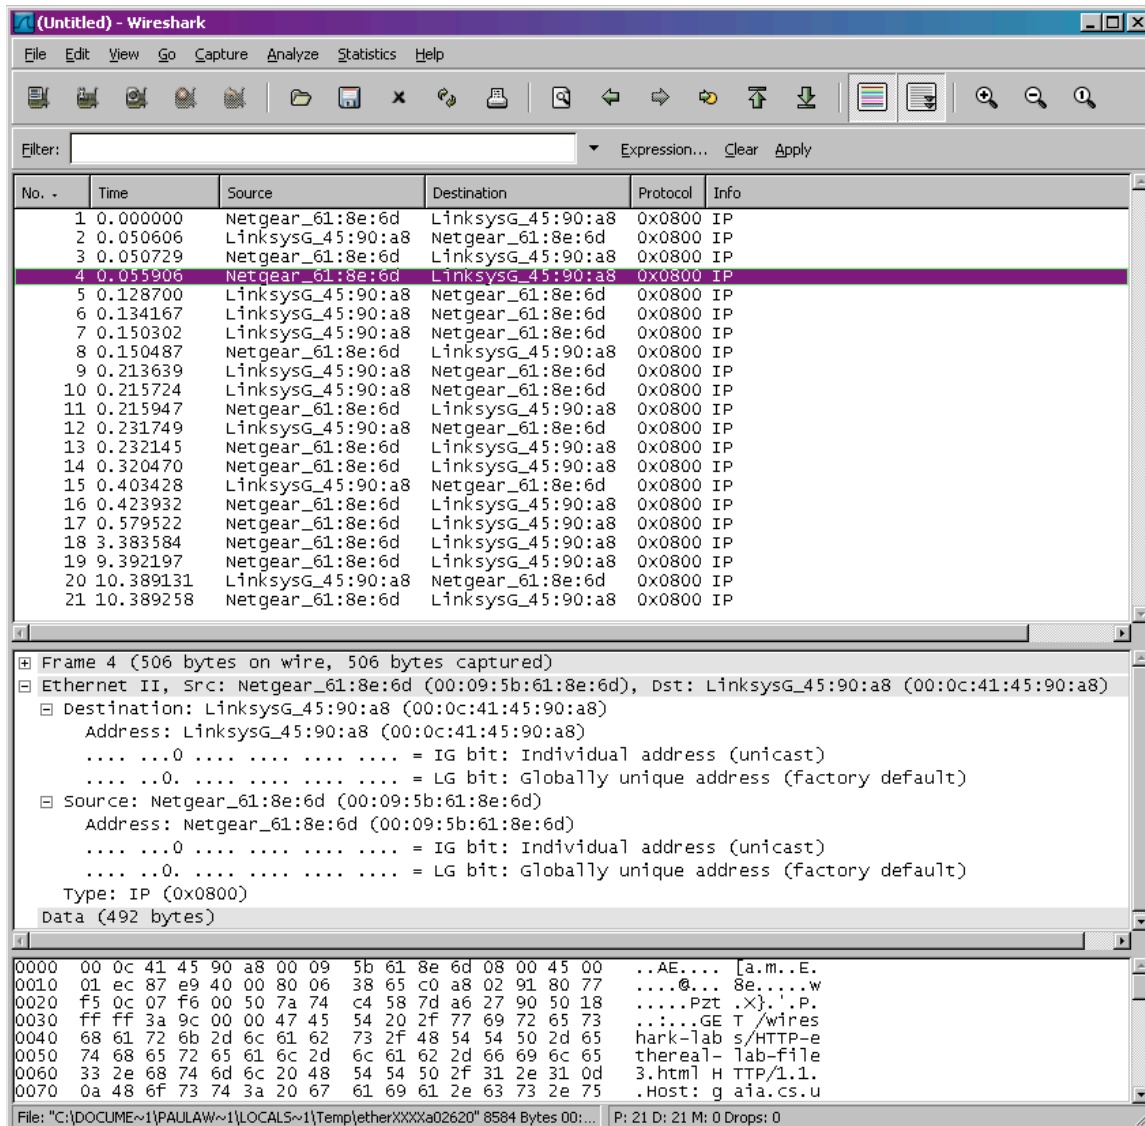 (Untitled) - Wireshark
File Edit View Go Capture Analyze Statistics Help
Filter: Expression... Clear Apply
No. Time Source Destination Protocol Info
1 0.000000 Netgear_61:8e:6d LinksysG_45:90:a8 0x0800 IP
2 0.050606 LinksysG_45:90:a8 Netgear_61:8e:6d 0x0800 IP
3 0.050729 Netgear_61:8e:6d LinksysG_45:90:a8 0x0800 IP
4 0.055906 Netgear_61:8e:6d LinksysG_45:90:a8 0x0800 IP
5 0.128700 LinksysG_45:90:a8 Netgear_61:8e:6d 0x0800 IP
6 0.134167 LinksysG_45:90:a8 Netgear_61:8e:6d 0x0800 IP
7 0.150302 LinksysG_45:90:a8 Netgear_61:8e:6d 0x0800 IP
8 0.150487 Netgear_61:8e:6d LinksysG_45:90:a8 0x0800 IP
9 0.213639 LinksysG_45:90:a8 Netgear_61:8e:6d 0x0800 IP
10 0.215724 LinksysG_45:90:a8 Netgear_61:8e:6d 0x0800 IP
11 0.215947 Netgear_61:8e:6d LinksysG_45:90:a8 0x0800 IP
12 0.231749 LinksysG_45:90:a8 Netgear_61:8e:6d 0x0800 IP
13 0.232145 Netgear_61:8e:6d LinksysG_45:90:a8 0x0800 IP
14 0.320470 Netgear_61:8e:6d LinksysG_45:90:a8 0x0800 IP
15 0.403428 LinksysG_45:90:a8 Netgear_61:8e:6d 0x0800 IP
16 0.423932 Netgear_61:8e:6d LinksysG_45:90:a8 0x0800 IP
17 0.579522 Netgear_61:8e:6d LinksysG_45:90:a8 0x0800 IP
18 3.383584 Netgear_61:8e:6d LinksysG_45:90:a8 0x0800 IP
19 9.392197 Netgear_61:8e:6d LinksysG_45:90:a8 0x0800 IP
20 10.389131 LinksysG_45:90:a8 Netgear_61:8e:6d 0x0800 IP
21 10.389258 Netgear_61:8e:6d LinksysG_45:90:a8 0x0800 IP
Frame 4 (506 bytes on wire, 506 bytes captured)
Ethernet II, Src: Netgear_61:8e:6d (00:09:5b:61:8e:6d), Dst: LinksysG_45:90:a8 (00:0c:41:45:90:a8)
Destination: LinksysG_45:90:a8 (00:0c:41:45:90:a8)
Address: LinksysG_45:90:a8 (00:0c:41:45:90:a8)
.... ...0 .... .... .... .... = IG bit: Individual address (unicast)
.... ..0. .... .... .... .... = LG bit: Globally unique address (factory default)
Source: Netgear_61:8e:6d (00:09:5b:61:8e:6d)
Address: Netgear_61:8e:6d (00:09:5b:61:8e:6d)
.... ...0 .... .... .... .... = IG bit: Individual address (unicast)
.... ..0. .... .... .... .... = LG bit: Globally unique address (factory default)
Type: IP (0x0800)
Data (492 bytes)
0000 00 0c 41 45 90 a8 00 09 5b 61 8e 6d 08 00 45 00 ..AE.... [a.m..E.
0010 01 ec 87 e9 40 00 80 06 38 65 c0 a8 02 91 80 77 ....@... 8e.....w
0020 f5 0c 07 f6 00 50 7a 74 c4 58 7d a6 27 90 50 18 .....Pzt .X}.'.P.
0030 ff ff 3a 9c 00 00 47 45 54 20 2f 77 69 72 65 73 ..:...GE T /wires
0040 68 61 72 6b 2d 6c 61 62 73 2f 48 54 54 50 2d 65 hark-lab s/HTTP-e
0050 74 68 65 72 65 61 6c 2d 6c 61 62 2d 66 69 6c 65 thereal- lab-file
0060 33 2e 68 74 6d 6c 20 48 54 54 50 2f 31 2e 31 0d 3.html H TTP/1.1.
0070 0a 48 6f 73 74 3a 20 67 61 69 61 2e 63 73 2e 75 .Host: g aia.cs.u
File: "C:\DOCUME~1\PAULAW~1\LOCALS~1\Temp\etherXXXXa02620" 8584 Bytes 00:... P: 21 D: 21 M: 0 Drops: 0